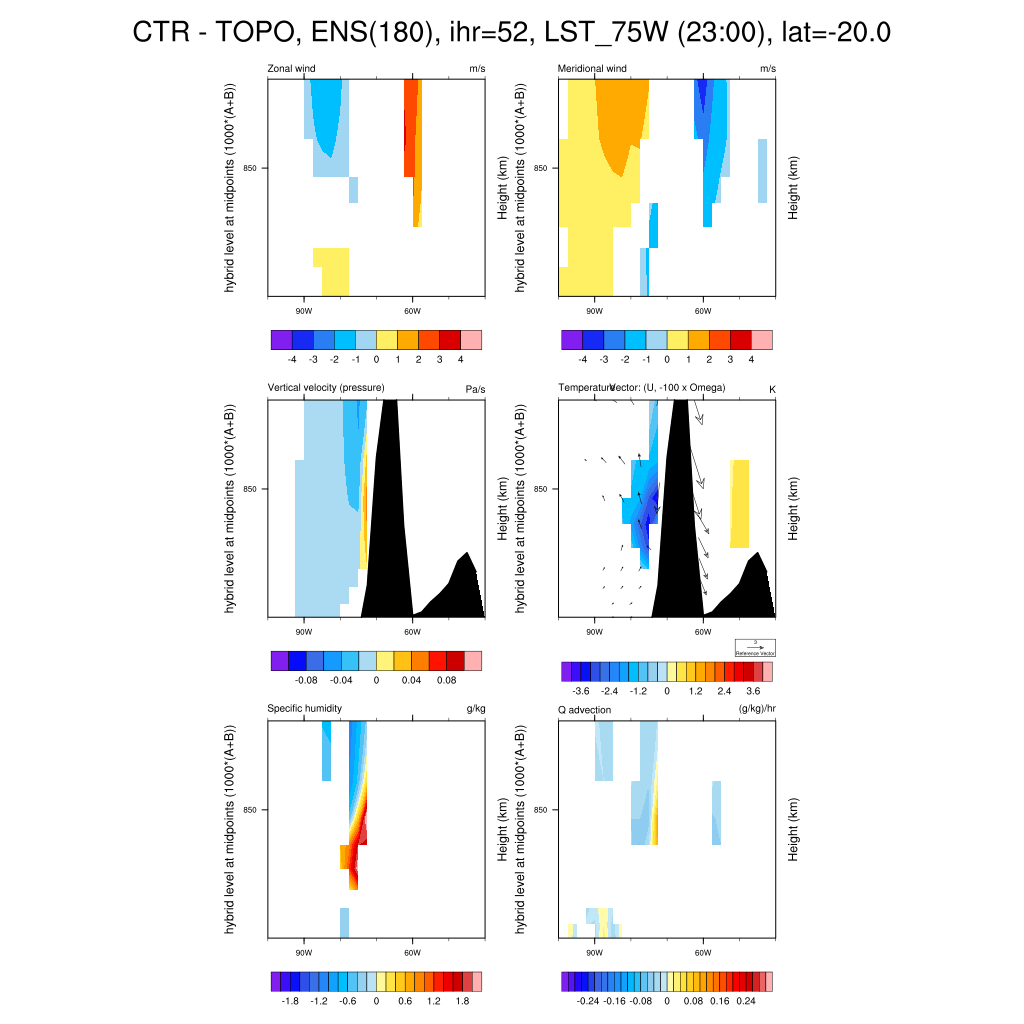 CTR - TOPO, ENS(180), ihr=52, LST_75W (23:00), lat=-20.0
Zonal wind m/s
hybrid level at midpoints (1000*(A+B))
850
Height (km)
90W 60W
-4 -3 -2 -1 0 1 2 3 4
Meridional wind m/s
hybrid level at midpoints (1000*(A+B))
850
Height (km)
90W 60W
-4 -3 -2 -1 0 1 2 3 4
Vertical velocity (pressure) Pa/s
hybrid level at midpoints (1000*(A+B))
850
Height (km)
90W 60W
-0.08 -0.04 0 0.04 0.08
Temperature Vector: (U, -100 x Omega) K
hybrid level at midpoints (1000*(A+B))
850
Height (km)
90W 60W
3
Reference Vector
-3.6 -2.4 -1.2 0 1.2 2.4 3.6
Specific humidity g/kg
hybrid level at midpoints (1000*(A+B))
850
Height (km)
90W 60W
-1.8 -1.2 -0.6 0 0.6 1.2 1.8
Q advection (g/kg)/hr
hybrid level at midpoints (1000*(A+B))
850
Height (km)
90W 60W
-0.24 -0.16 -0.08 0 0.08 0.16 0.24